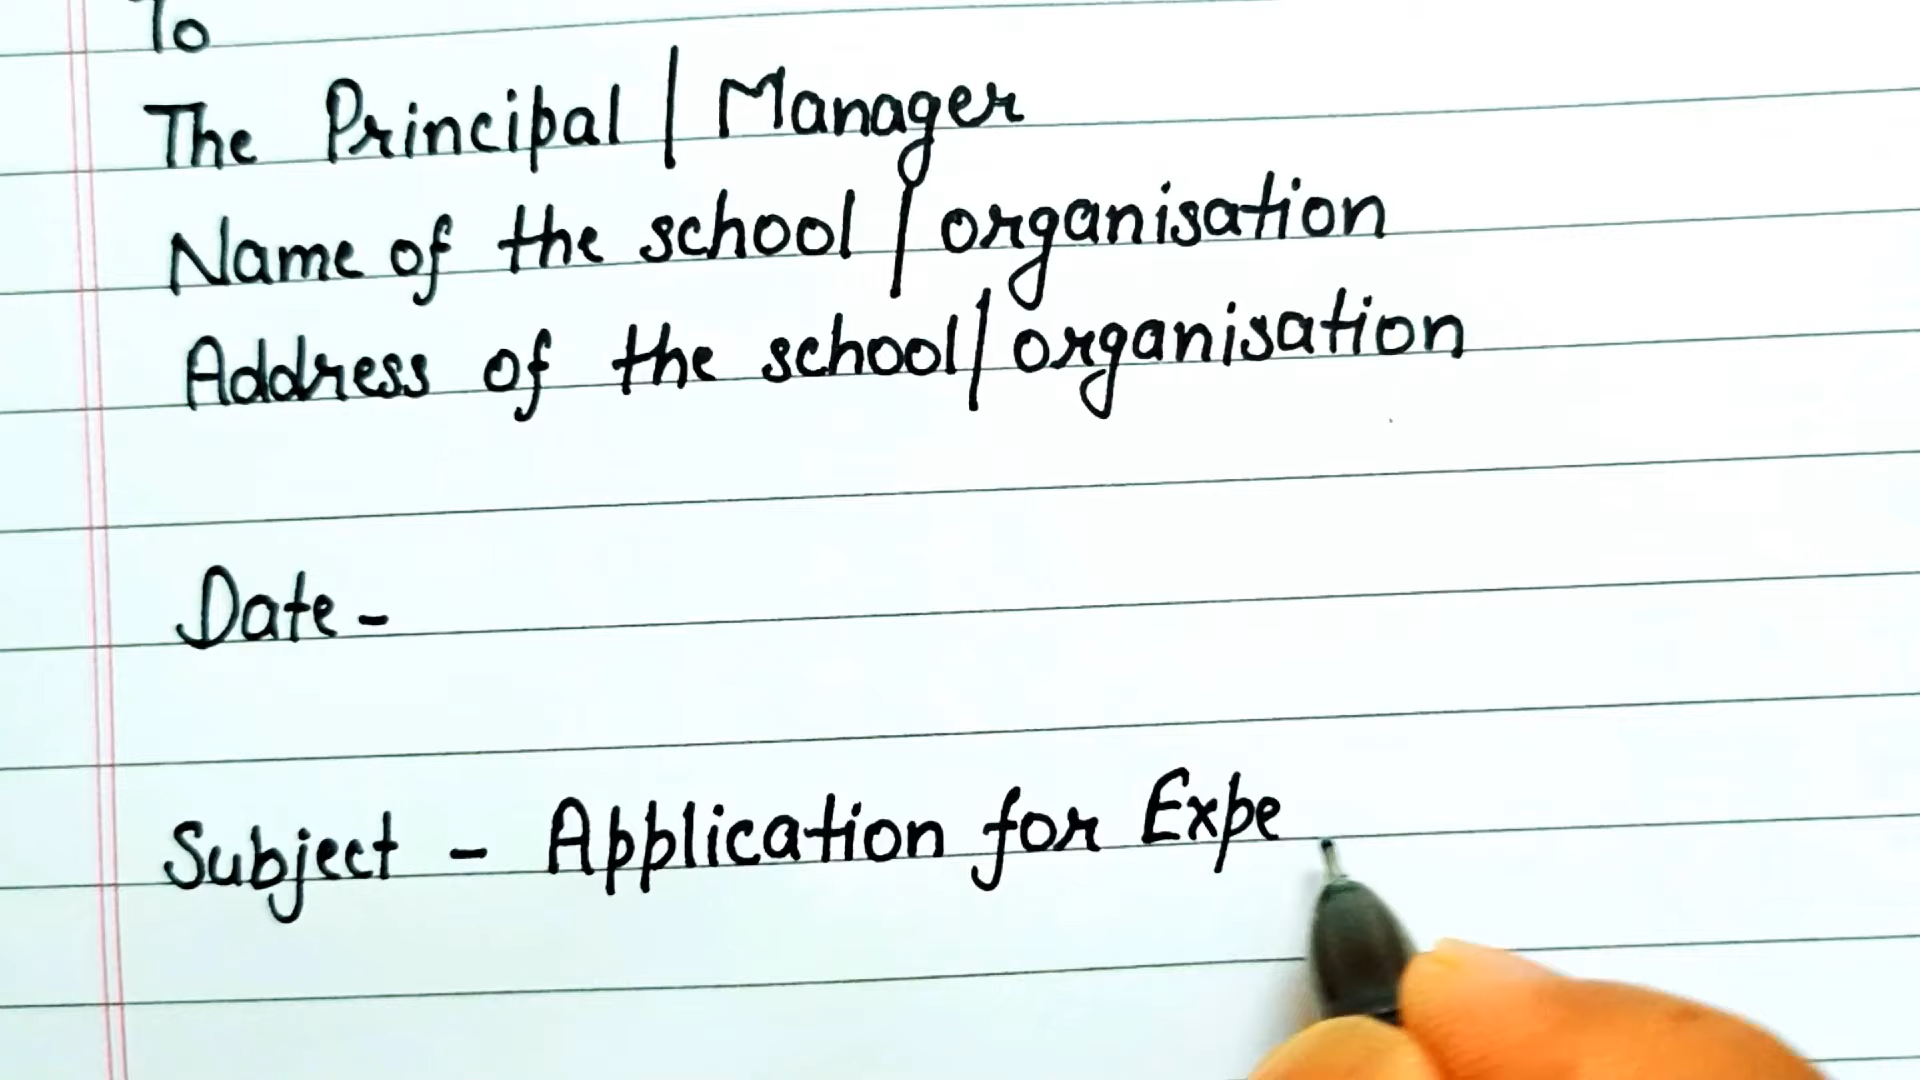 To
The Principal / Manager
Name of the school / organisation
Address of the school / organisation
Date -
Subject - Application for Expe